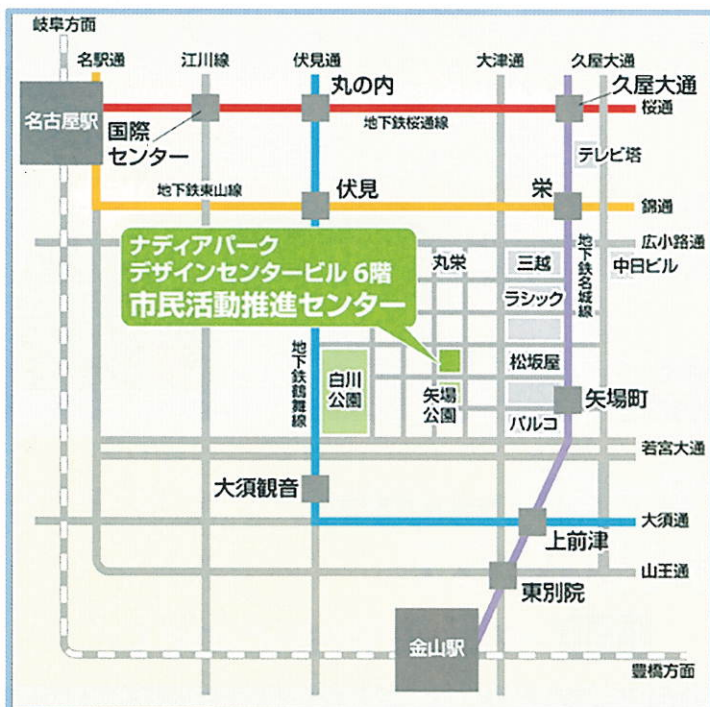 岐阜方面
名駅通
江川線
伏見通
大津通
久屋大通
名古屋駅
国際
センター
丸の内
久屋大通
桜通
地下鉄桜通線
テレビ塔
地下鉄東山線
伏見
栄
錦通
広小路通
ナディアパーク
デザインセンタービル 6階
市民活動推進センター
丸栄
三越
地下鉄名城線
中日ビル
ラシック
地下鉄鶴舞線
白川
公園
松坂屋
矢場
公園
パルコ
矢場町
若宮大通
大須観音
上前津
大須通
東別院
山王通
金山駅
豊橋方面